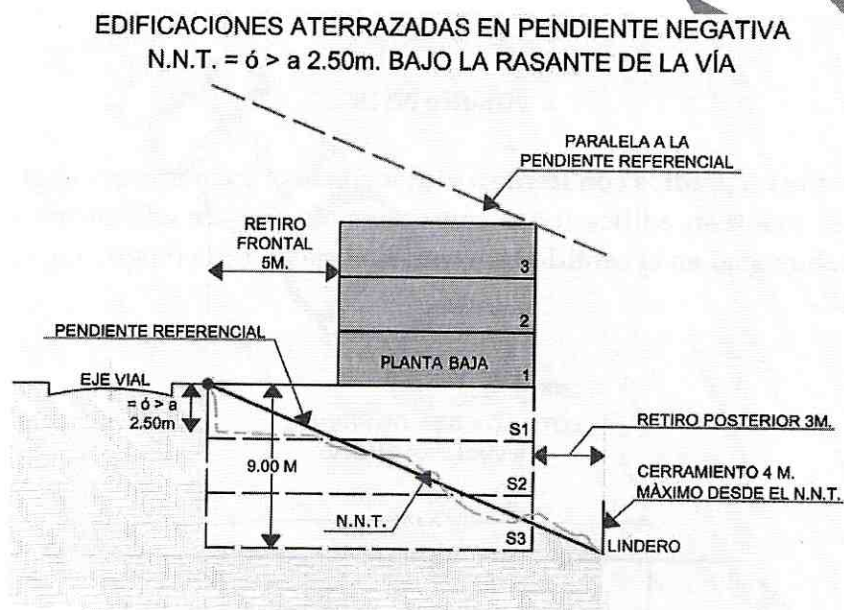 EDIFICACIONES ATERRAZADAS EN PENDIENTE NEGATIVA
N.N.T. = ó > a 2.50m. BAJO LA RASANTE DE LA VÍA
PARALELA A LA
PENDIENTE REFERENCIAL
RETIRO
FRONTAL
5M.
3
2
PENDIENTE REFERENCIAL
PLANTA BAJA
1
EJE VIAL
= ó > a
2.50m
S1
RETIRO POSTERIOR 3M.
9.00 M
S2
CERRAMIENTO 4 M.
MÀXIMO DESDE EL N.N.T.
N.N.T.
S3
LINDERO